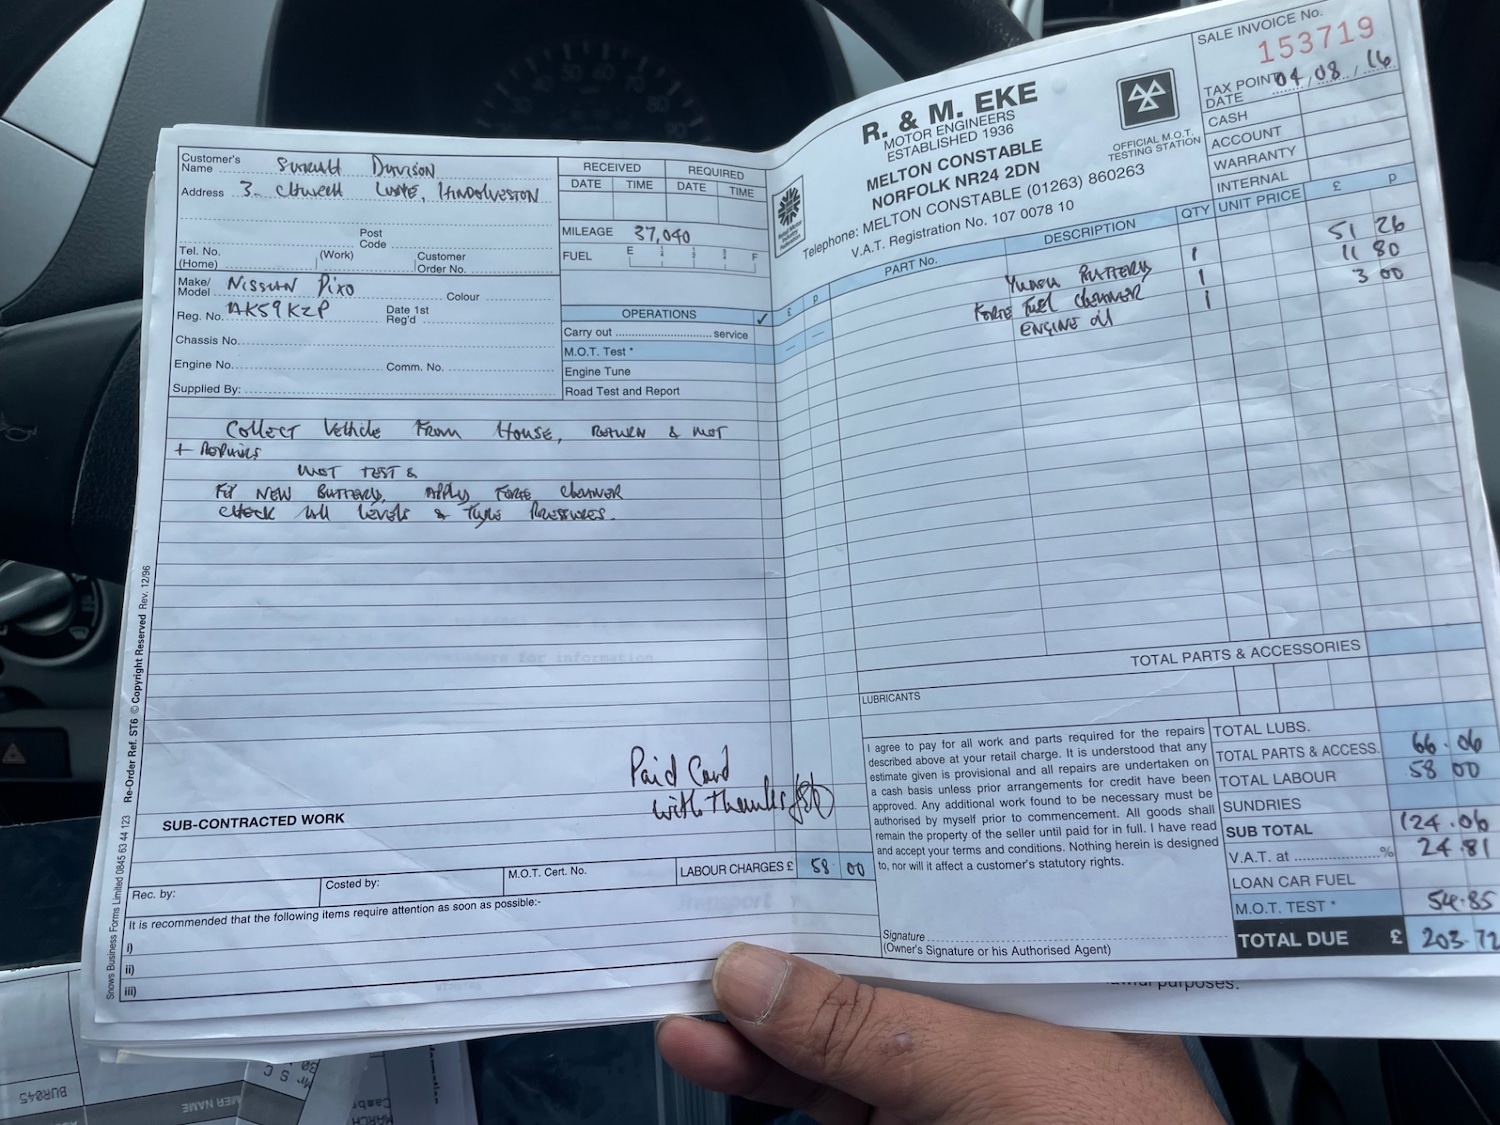 Customer's
Name
Address 3
Post
Code
Tel. No.
(Home)
(Work)
Customer
Order No.
Make/
Model NISSAN PIXO
Colour
Reg. No. AK59KZP
Date 1st
Reg'd
Chassis No.
Engine No.
Comm. No.
Supplied By:
RECEIVED REQUIRED
DATE TIME DATE TIME
MILEAGE 37,040
FUEL E F
OPERATIONS ✓
Carry out service
M.O.T. Test *
Engine Tune
Road Test and Report
COLLECT VEHICLE FROM HOUSE, RETURN & MOT
+ REPAIRS
MOT TEST &
FIT NEW BATTERY, APPLY FORTE CLEANER
CHECK ALL LEVELS & TYRE PRESSURES.
Paid Card
with thanks
SUB-CONTRACTED WORK
LABOUR CHARGES £ 58 00
Rec. by:
Costed by:
M.O.T. Cert. No.
It is recommended that the following items require attention as soon as possible:-
i)
ii)
iii)
Snows Business Forms Limited 0845 63 44 123 Re-Order Ref. ST6 © Copyright Reserved Rev. 12/96
R. & M. EKE
MOTOR ENGINEERS
ESTABLISHED 1936
MELTON CONSTABLE
NORFOLK NR24 2DN
Telephone: MELTON CONSTABLE (01263) 860263
V.A.T. Registration No. 107 0078 10
OFFICIAL M.O.T.
TESTING STATION
SALE INVOICE No.
153719
TAX POINT
DATE 04/08/16
CASH
ACCOUNT
WARRANTY
INTERNAL
£ p PART No. DESCRIPTION QTY UNIT PRICE £ p
YUASA BATTERY 1 51 26
FORTE FUEL CLEANER 1 11 80
ENGINE OIL 1 3 00
TOTAL PARTS & ACCESSORIES
LUBRICANTS
I agree to pay for all work and parts required for the repairs
described above at your retail charge. It is understood that any
estimate given is provisional and all repairs are undertaken on
a cash basis unless prior arrangements for credit have been
approved. Any additional work found to be necessary must be
authorised by myself prior to commencement. All goods shall
remain the property of the seller until paid for in full. I have read
and accept your terms and conditions. Nothing herein is designed
to, nor will it affect a customer's statutory rights.
Signature
(Owner's Signature or his Authorised Agent)
TOTAL LUBS.
TOTAL PARTS & ACCESS. 66.06
TOTAL LABOUR 58 00
SUNDRIES
SUB TOTAL 124.06
V.A.T. at % 24.81
LOAN CAR FUEL
M.O.T. TEST * 54.85
TOTAL DUE £ 203.72
purposes.
BUR045
MER NAME